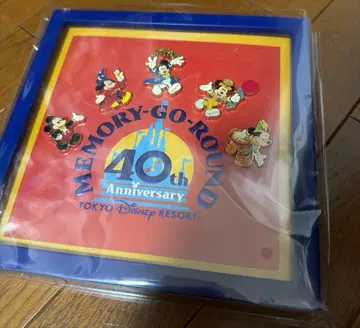 MEMORY-GO-ROUND
40th
Anniversary
TOKYO Disney RESORT